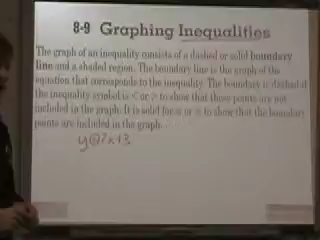 8-9 Graphing Inequalities
The graph of an inequality consists of a dashed or solid boundary
line and a shaded region. The boundary line is the graph of the
equation that corresponds to the inequality. The boundary is dashed if
the inequality symbol is < or > to show that these points are not
included in the graph. It is solid for ≤ or ≥ to show that the boundary
points are included in the graph.